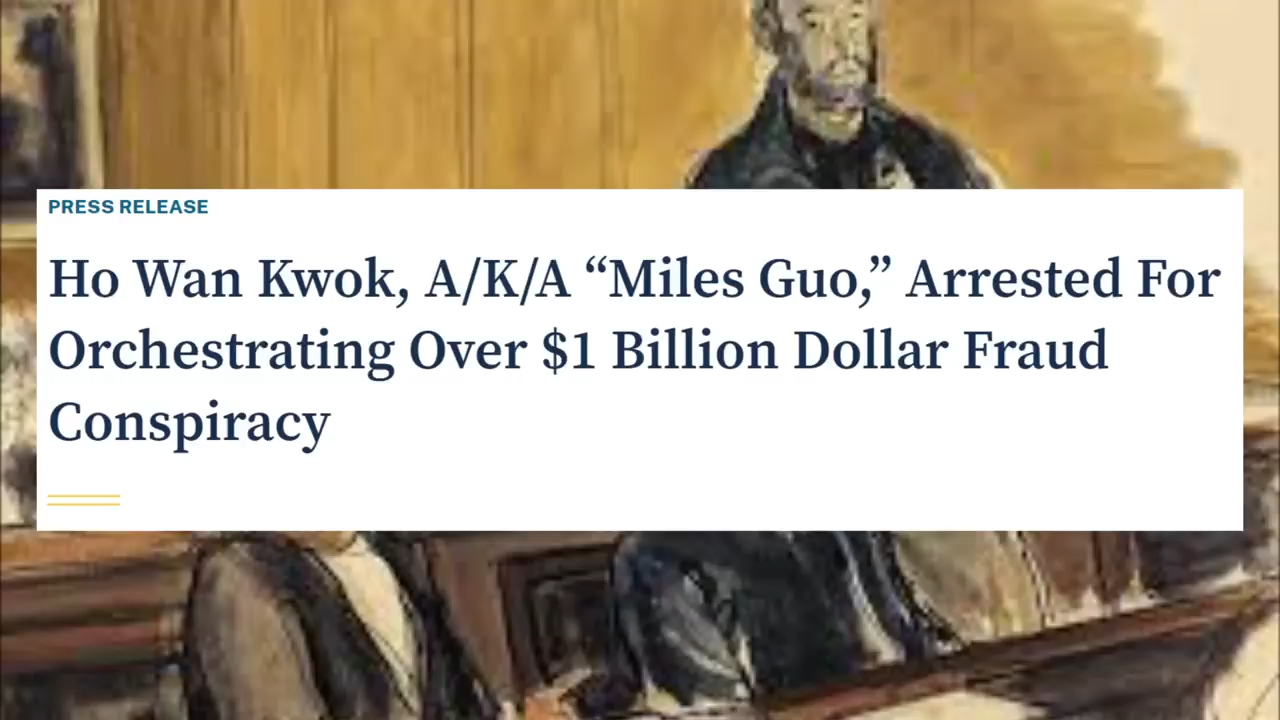 PRESS RELEASE
Ho Wan Kwok, A/K/A “Miles Guo,” Arrested For
Orchestrating Over $1 Billion Dollar Fraud
Conspiracy